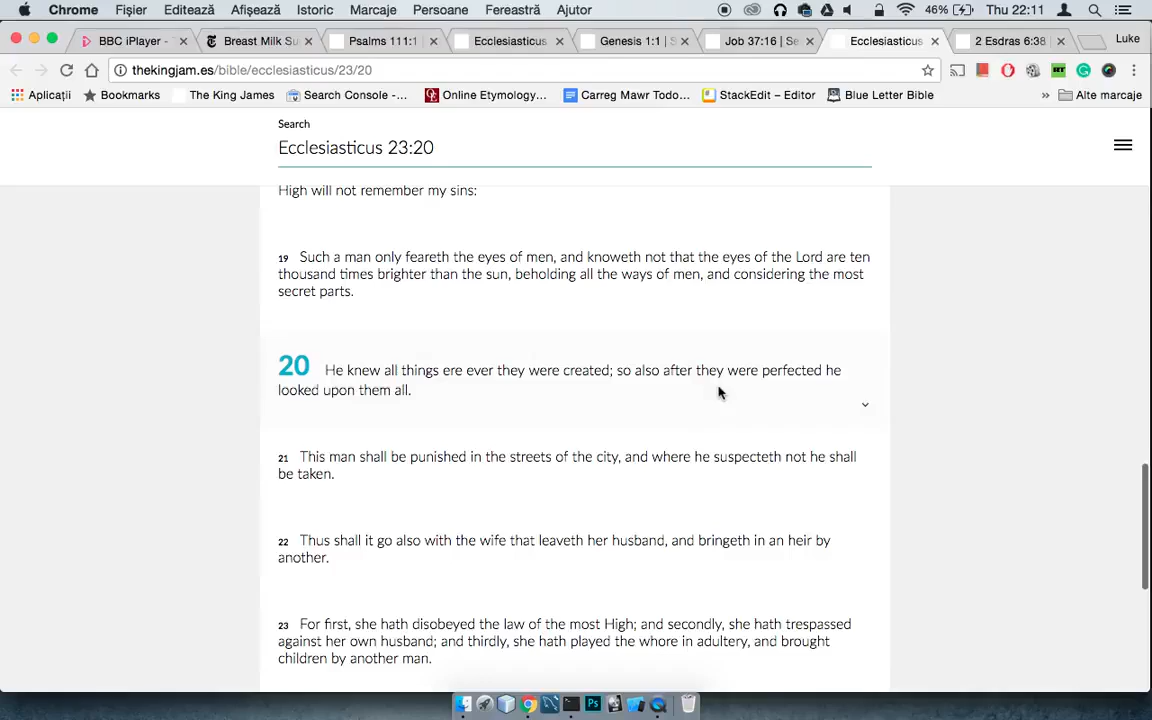 Chrome Fișier Editează Afișează Istoric Marcaje Persoane Fereastră Ajutor 46% Thu 22:11
BBC iPlayer - Breast Milk Su Psalms 111:1 Ecclesiasticus Genesis 1:1 | S Job 37:16 | Se Ecclesiasticus 2 Esdras 6:38 Luke
thekingjam.es/bible/ecclesiasticus/23/20
Aplicații Bookmarks The King James Search Console -... Online Etymology... Carreg Mawr Todo... StackEdit – Editor Blue Letter Bible » Alte marcaje
Search
Ecclesiasticus 23:20
High will not remember my sins:
19 Such a man only feareth the eyes of men, and knoweth not that the eyes of the Lord are ten
thousand times brighter than the sun, beholding all the ways of men, and considering the most
secret parts.
20 He knew all things ere ever they were created; so also after they were perfected he
looked upon them all.
21 This man shall be punished in the streets of the city, and where he suspecteth not he shall
be taken.
22 Thus shall it go also with the wife that leaveth her husband, and bringeth in an heir by
another.
23 For first, she hath disobeyed the law of the most High; and secondly, she hath trespassed
against her own husband; and thirdly, she hath played the whore in adultery, and brought
children by another man.